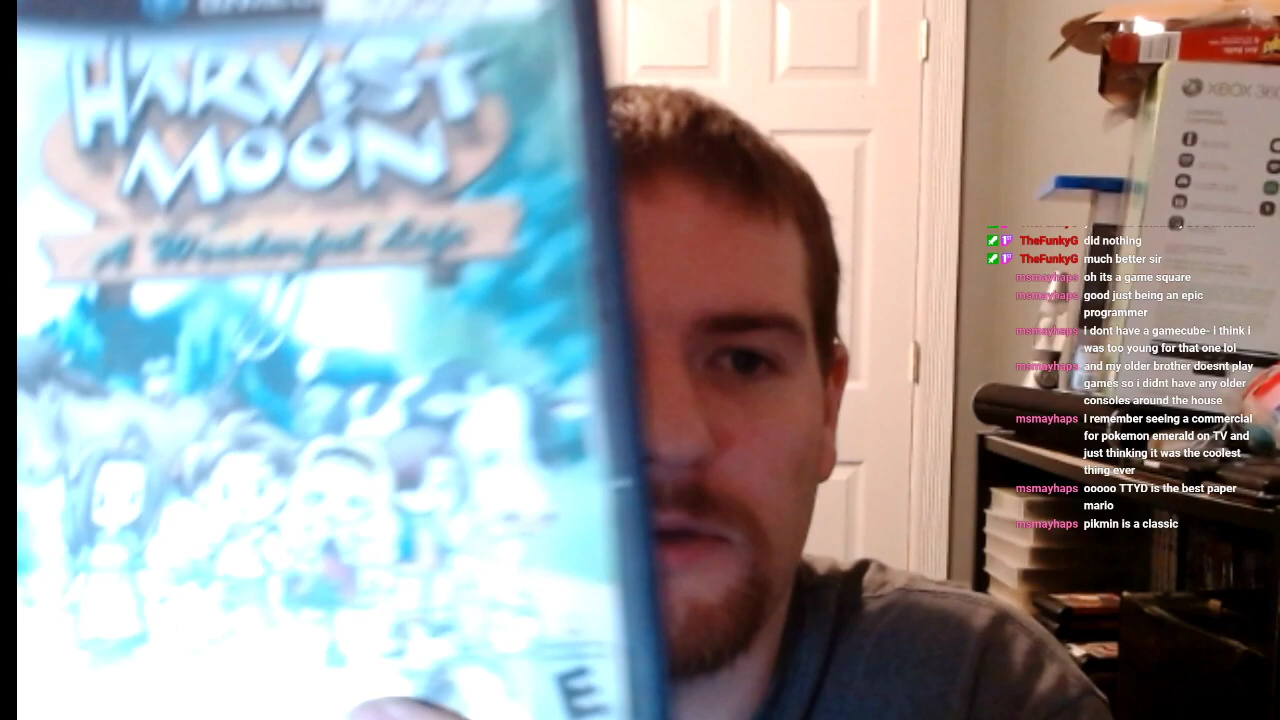 HARVEST
MOON
A Wonderful Life
E
XBOX 360
TheFunkyG did nothing
TheFunkyG much better sir
msmayhaps oh its a game square
msmayhaps good just being an epic
programmer
msmayhaps i dont have a gamecube- i think i
was too young for that one lol
msmayhaps and my older brother doesnt play
games so i didnt have any older
consoles around the house
msmayhaps i remember seeing a commercial
for pokemon emerald on TV and
just thinking it was the coolest
thing ever
msmayhaps ooooo TTYD is the best paper
mario
msmayhaps pikmin is a classic